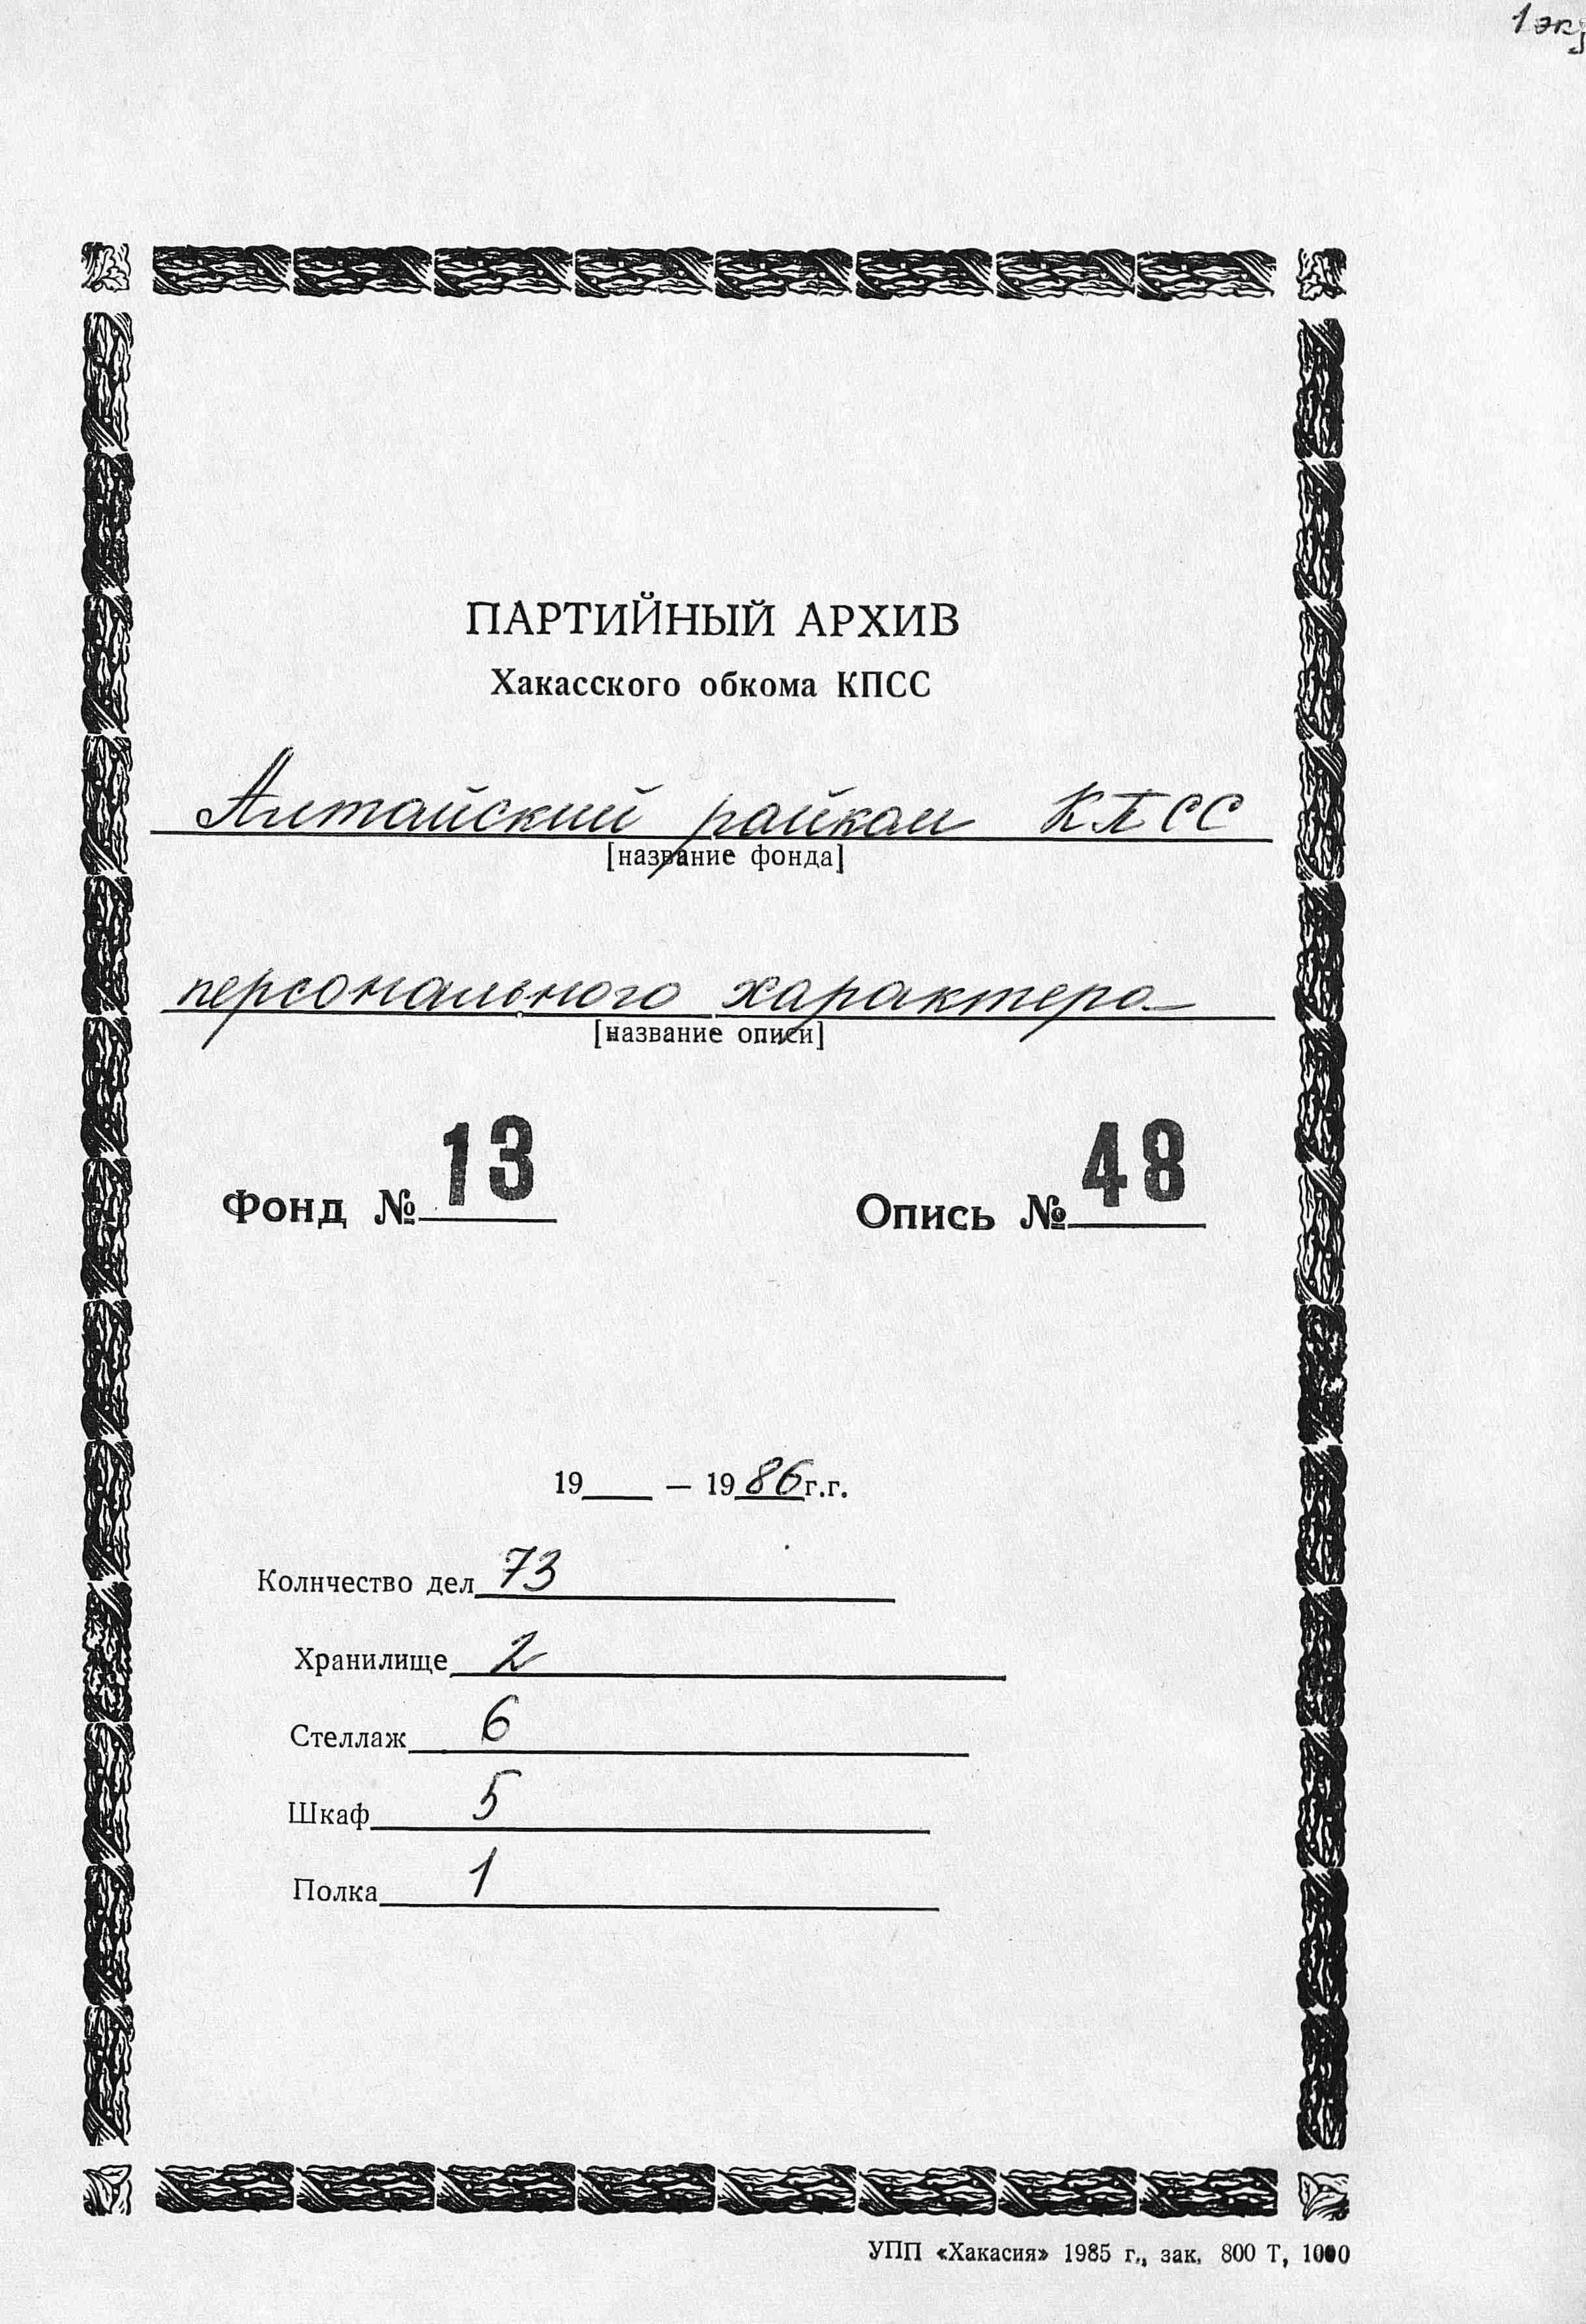 1 экз
ПАРТИЙНЫЙ АРХИВ
Хакасского обкома КПСС
Алтайский райком КПСС
[название фонда]
персонального характера
[название описи]
Фонд № 13 Опись № 48
19___ — 1986 г.г.
Количество дел 73
Хранилище 2
Стеллаж 6
Шкаф 5
Полка 1
УПП «Хакасия» 1985 г., зак. 800 Т, 1000